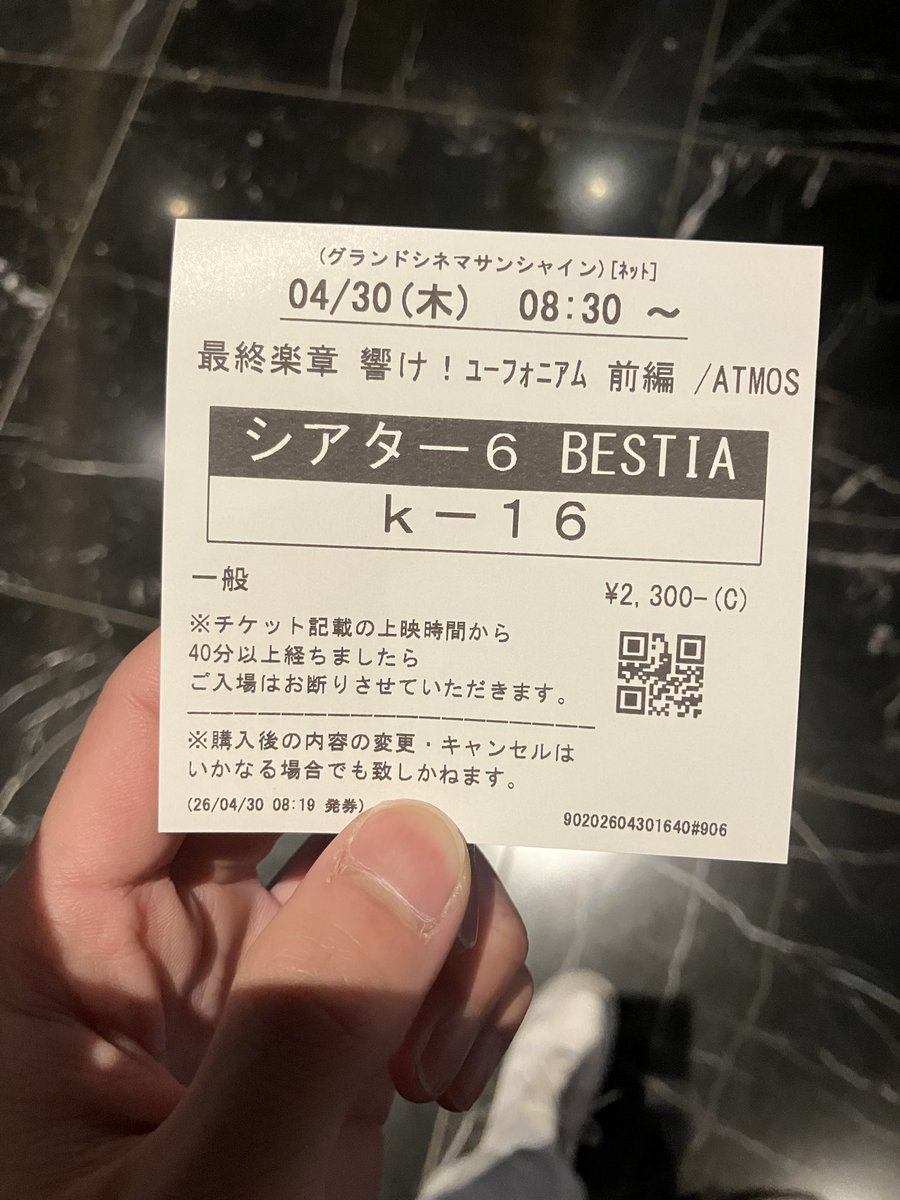 (グランドシネマサンシャイン)[ネット]
04/30(木) 08:30 ～
最終楽章 響け！ユーフォニアム 前編 /ATMOS
シアター６ BESTIA
ｋ－１６
一般
¥2,300-(C)
※チケット記載の上映時間から
40分以上経ちましたら
ご入場はお断りさせていただきます。
※購入後の内容の変更・キャンセルは
いかなる場合でも致しかねます。
(26/04/30 08:19 発券)
90202604301640#906